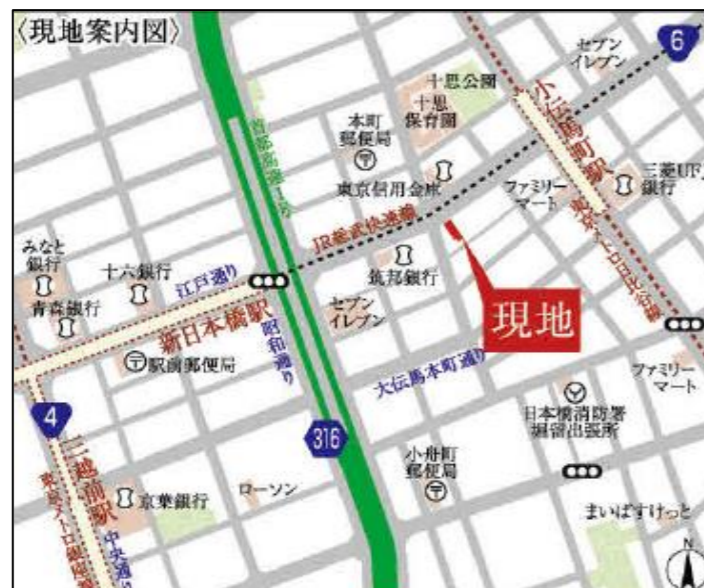 〈現地案内図〉
セブン
イレブン
6
十思公園
十思
保育園
小伝馬町駅
首都高速1号
本町
郵便局
東京信用金庫
三菱UFJ
銀行
ファミリー
マート
JR総武快速線
東京メトロ日比谷線
みなと
銀行
十六銀行
江戸通り
筑邦銀行
青森銀行
新日本橋駅
セブン
イレブン
現地
昭和通り
駅前郵便局
大伝馬本町通り
ファミリー
マート
4
316
日本橋消防署
堀留出張所
三越前駅
小舟町
郵便局
京葉銀行
ローソン
東京メトロ銀座線
中央通り
まいばすけっと
N